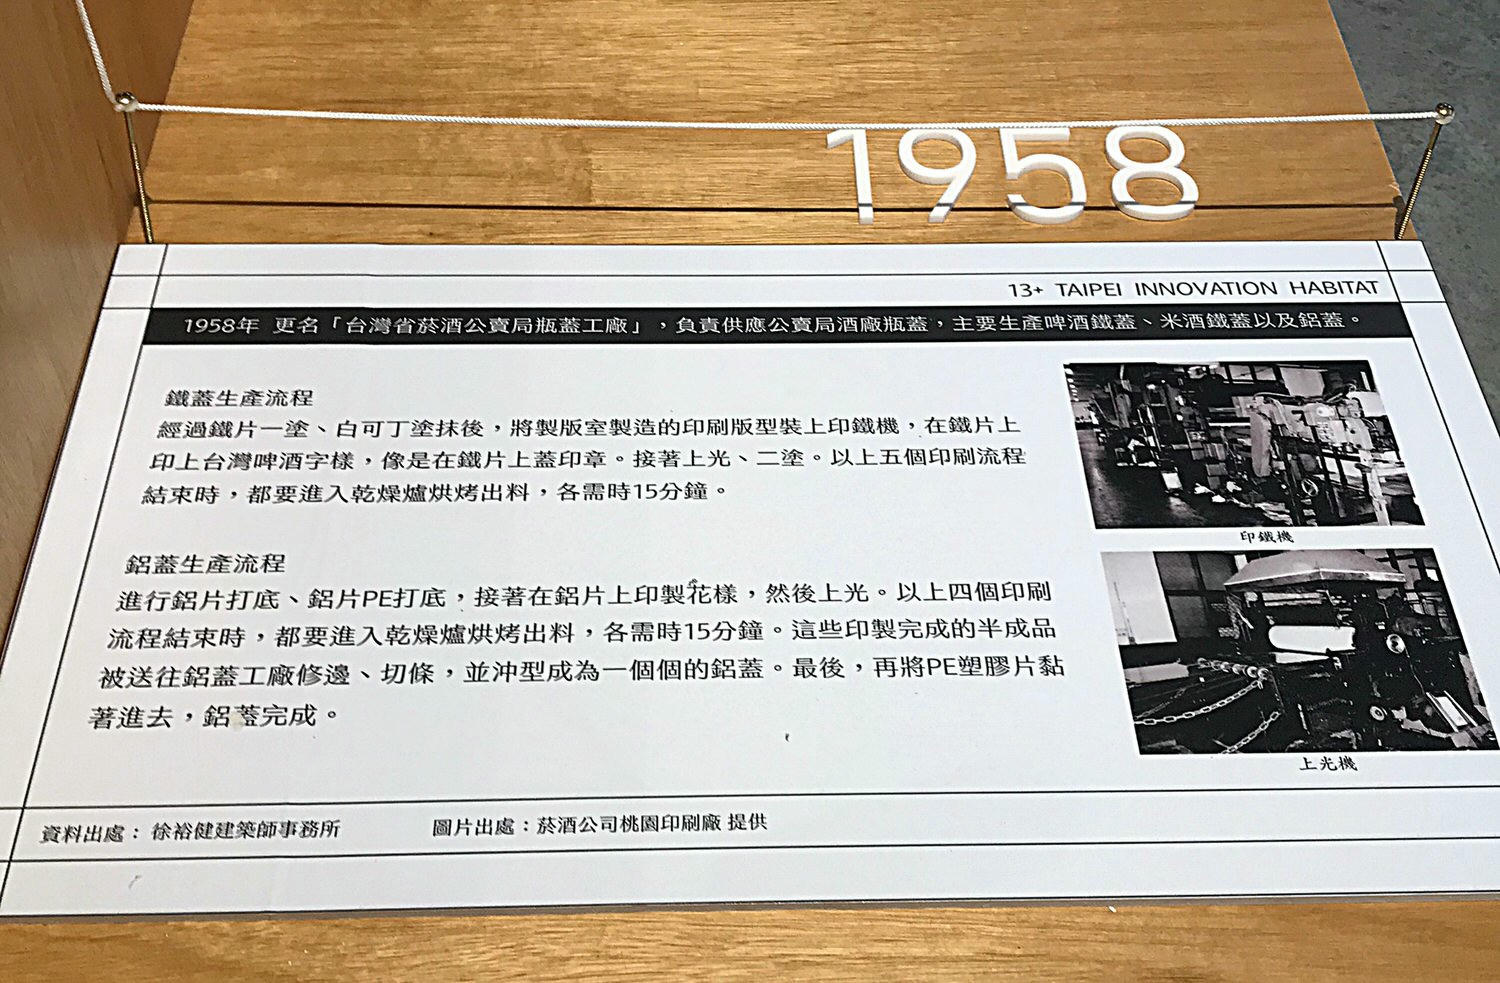 1958
13+ TAIPEI INNOVATION HABITAT
1958年 更名「台灣省菸酒公賣局瓶蓋工廠」，負責供應公賣局酒廠瓶蓋，主要生產啤酒鐵蓋、米酒鐵蓋以及鋁蓋。
鐵蓋生產流程
經過鐵片一塗、白可丁塗抹後，將製版室製造的印刷版型裝上印鐵機，在鐵片上
印上台灣啤酒字樣，像是在鐵片上蓋印章。接著上光、二塗。以上五個印刷流程
結束時，都要進入乾燥爐烘烤出料，各需時15分鐘。
印鐵機
鋁蓋生產流程
進行鋁片打底、鋁片PE打底，接著在鋁片上印製花樣，然後上光。以上四個印刷
流程結束時，都要進入乾燥爐烘烤出料，各需時15分鐘。這些印製完成的半成品
被送往鋁蓋工廠修邊、切條，並沖型成為一個個的鋁蓋。最後，再將PE塑膠片黏
著進去，鋁蓋完成。
上光機
資料出處：徐裕健建築師事務所
圖片出處：菸酒公司桃園印刷廠 提供